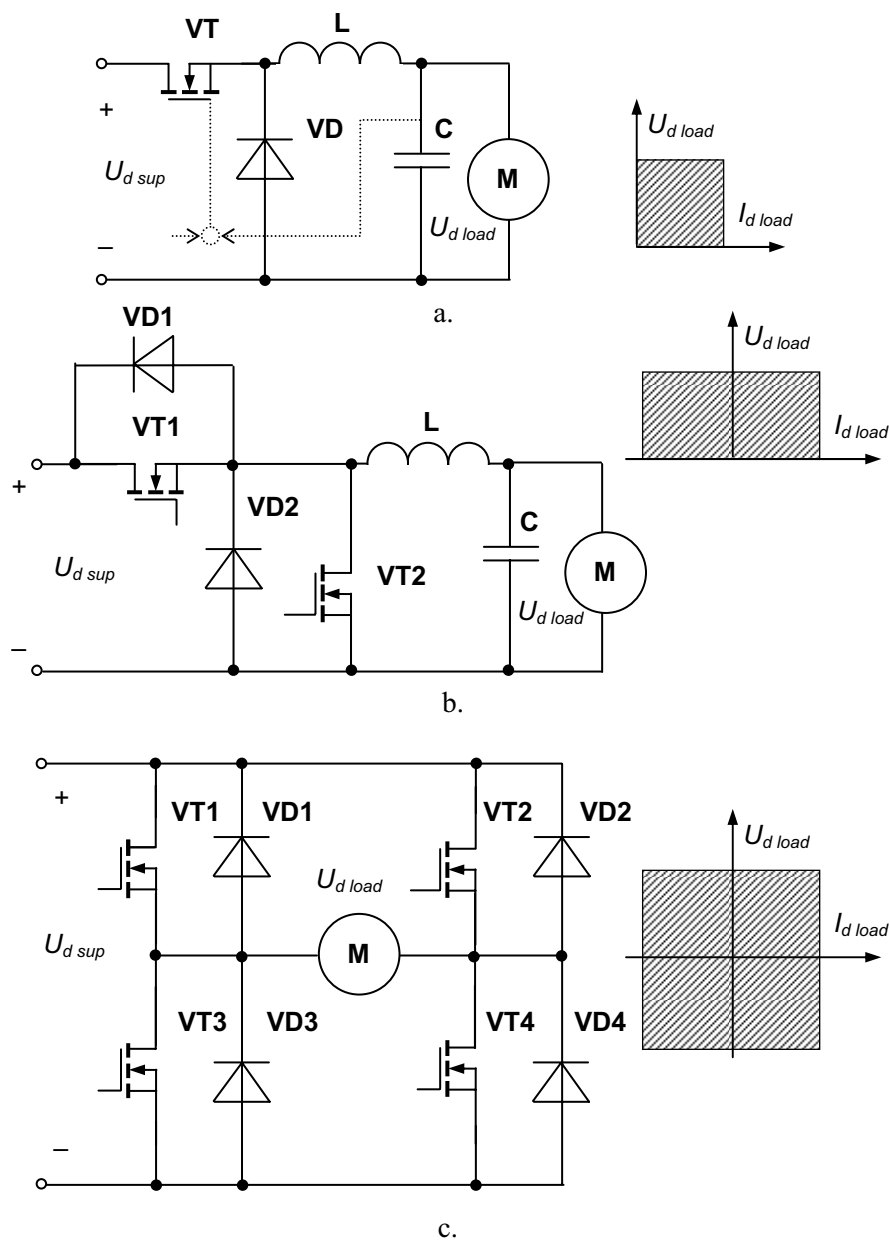 VT
L
U_d load
+
VD
C
M
U_d sup
I_d load
U_d load
–
a.
VD1
U_d load
VT1
L
I_d load
+
VD2
C
U_d sup
VT2
M
U_d load
–
b.
+
VT1 VD1
VT2 VD2
U_d load
U_d load
U_d sup
M
I_d load
VT3 VD3
VT4 VD4
–
c.